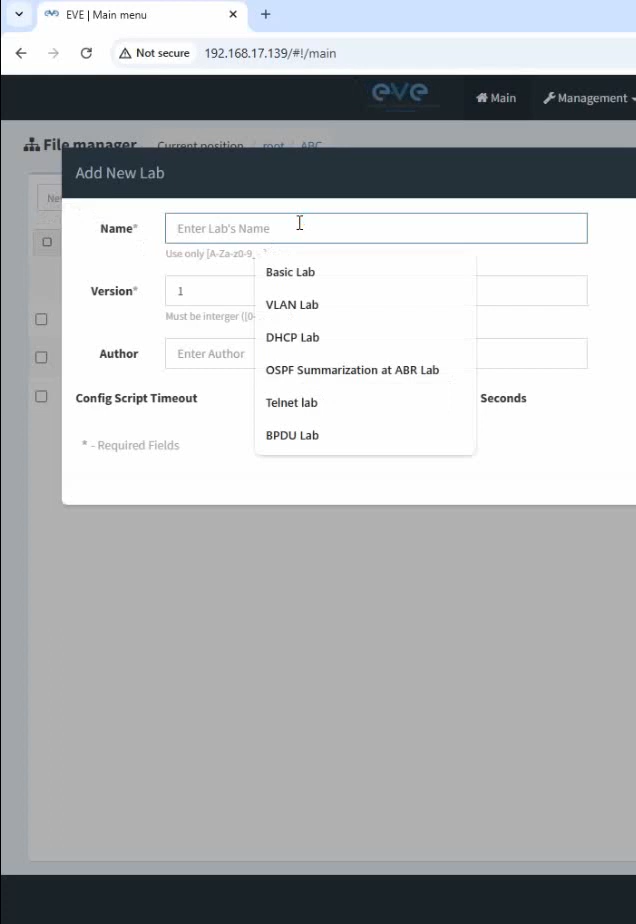 EVE | Main menu
Not secure 192.168.17.139/#!/main
eve
Main Management
File manager Current position / root / ABC
Add New Lab
Ne
Name* Enter Lab's Name
Use only [A-Za-z0-9_
Basic Lab
Version* 1
VLAN Lab
Must be interger ([0-
DHCP Lab
Author Enter Author
OSPF Summarization at ABR Lab
Config Script Timeout Seconds
Telnet lab
BPDU Lab
* - Required Fields